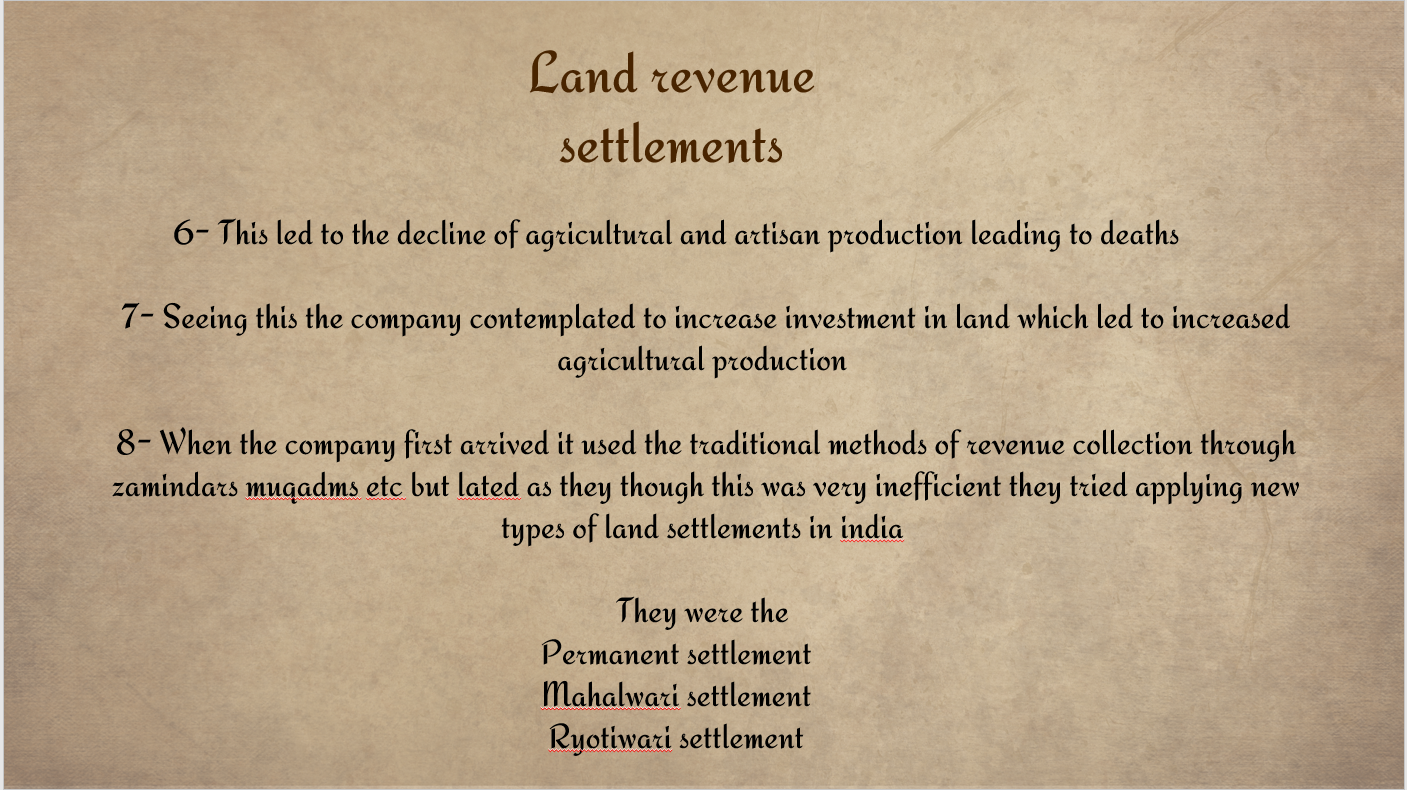 Land revenue
settlements
6- This led to the decline of agricultural and artisan production leading to deaths
7- Seeing this the company contemplated to increase investment in land which led to increased
agricultural production
8- When the company first arrived it used the traditional methods of revenue collection through
zamindars muqadms etc but lated as they though this was very inefficient they tried applying new
types of land settlements in india
They were the
Permanent settlement
Mahalwari settlement
Ryotiwari settlement